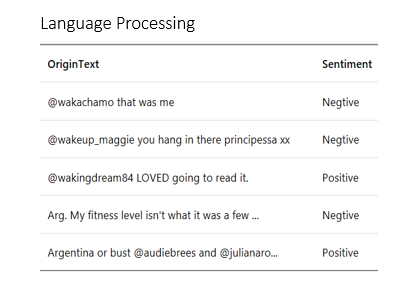 Language Processing
OriginText Sentiment
@wakachamo that was me Negtive
@wakeup_maggie you hang in there principessa xx Negtive
@wakingdream84 LOVED going to read it. Positive
Arg. My fitness level isn't what it was a few ... Negtive
Argentina or bust @audiebrees and @julianaro... Positive